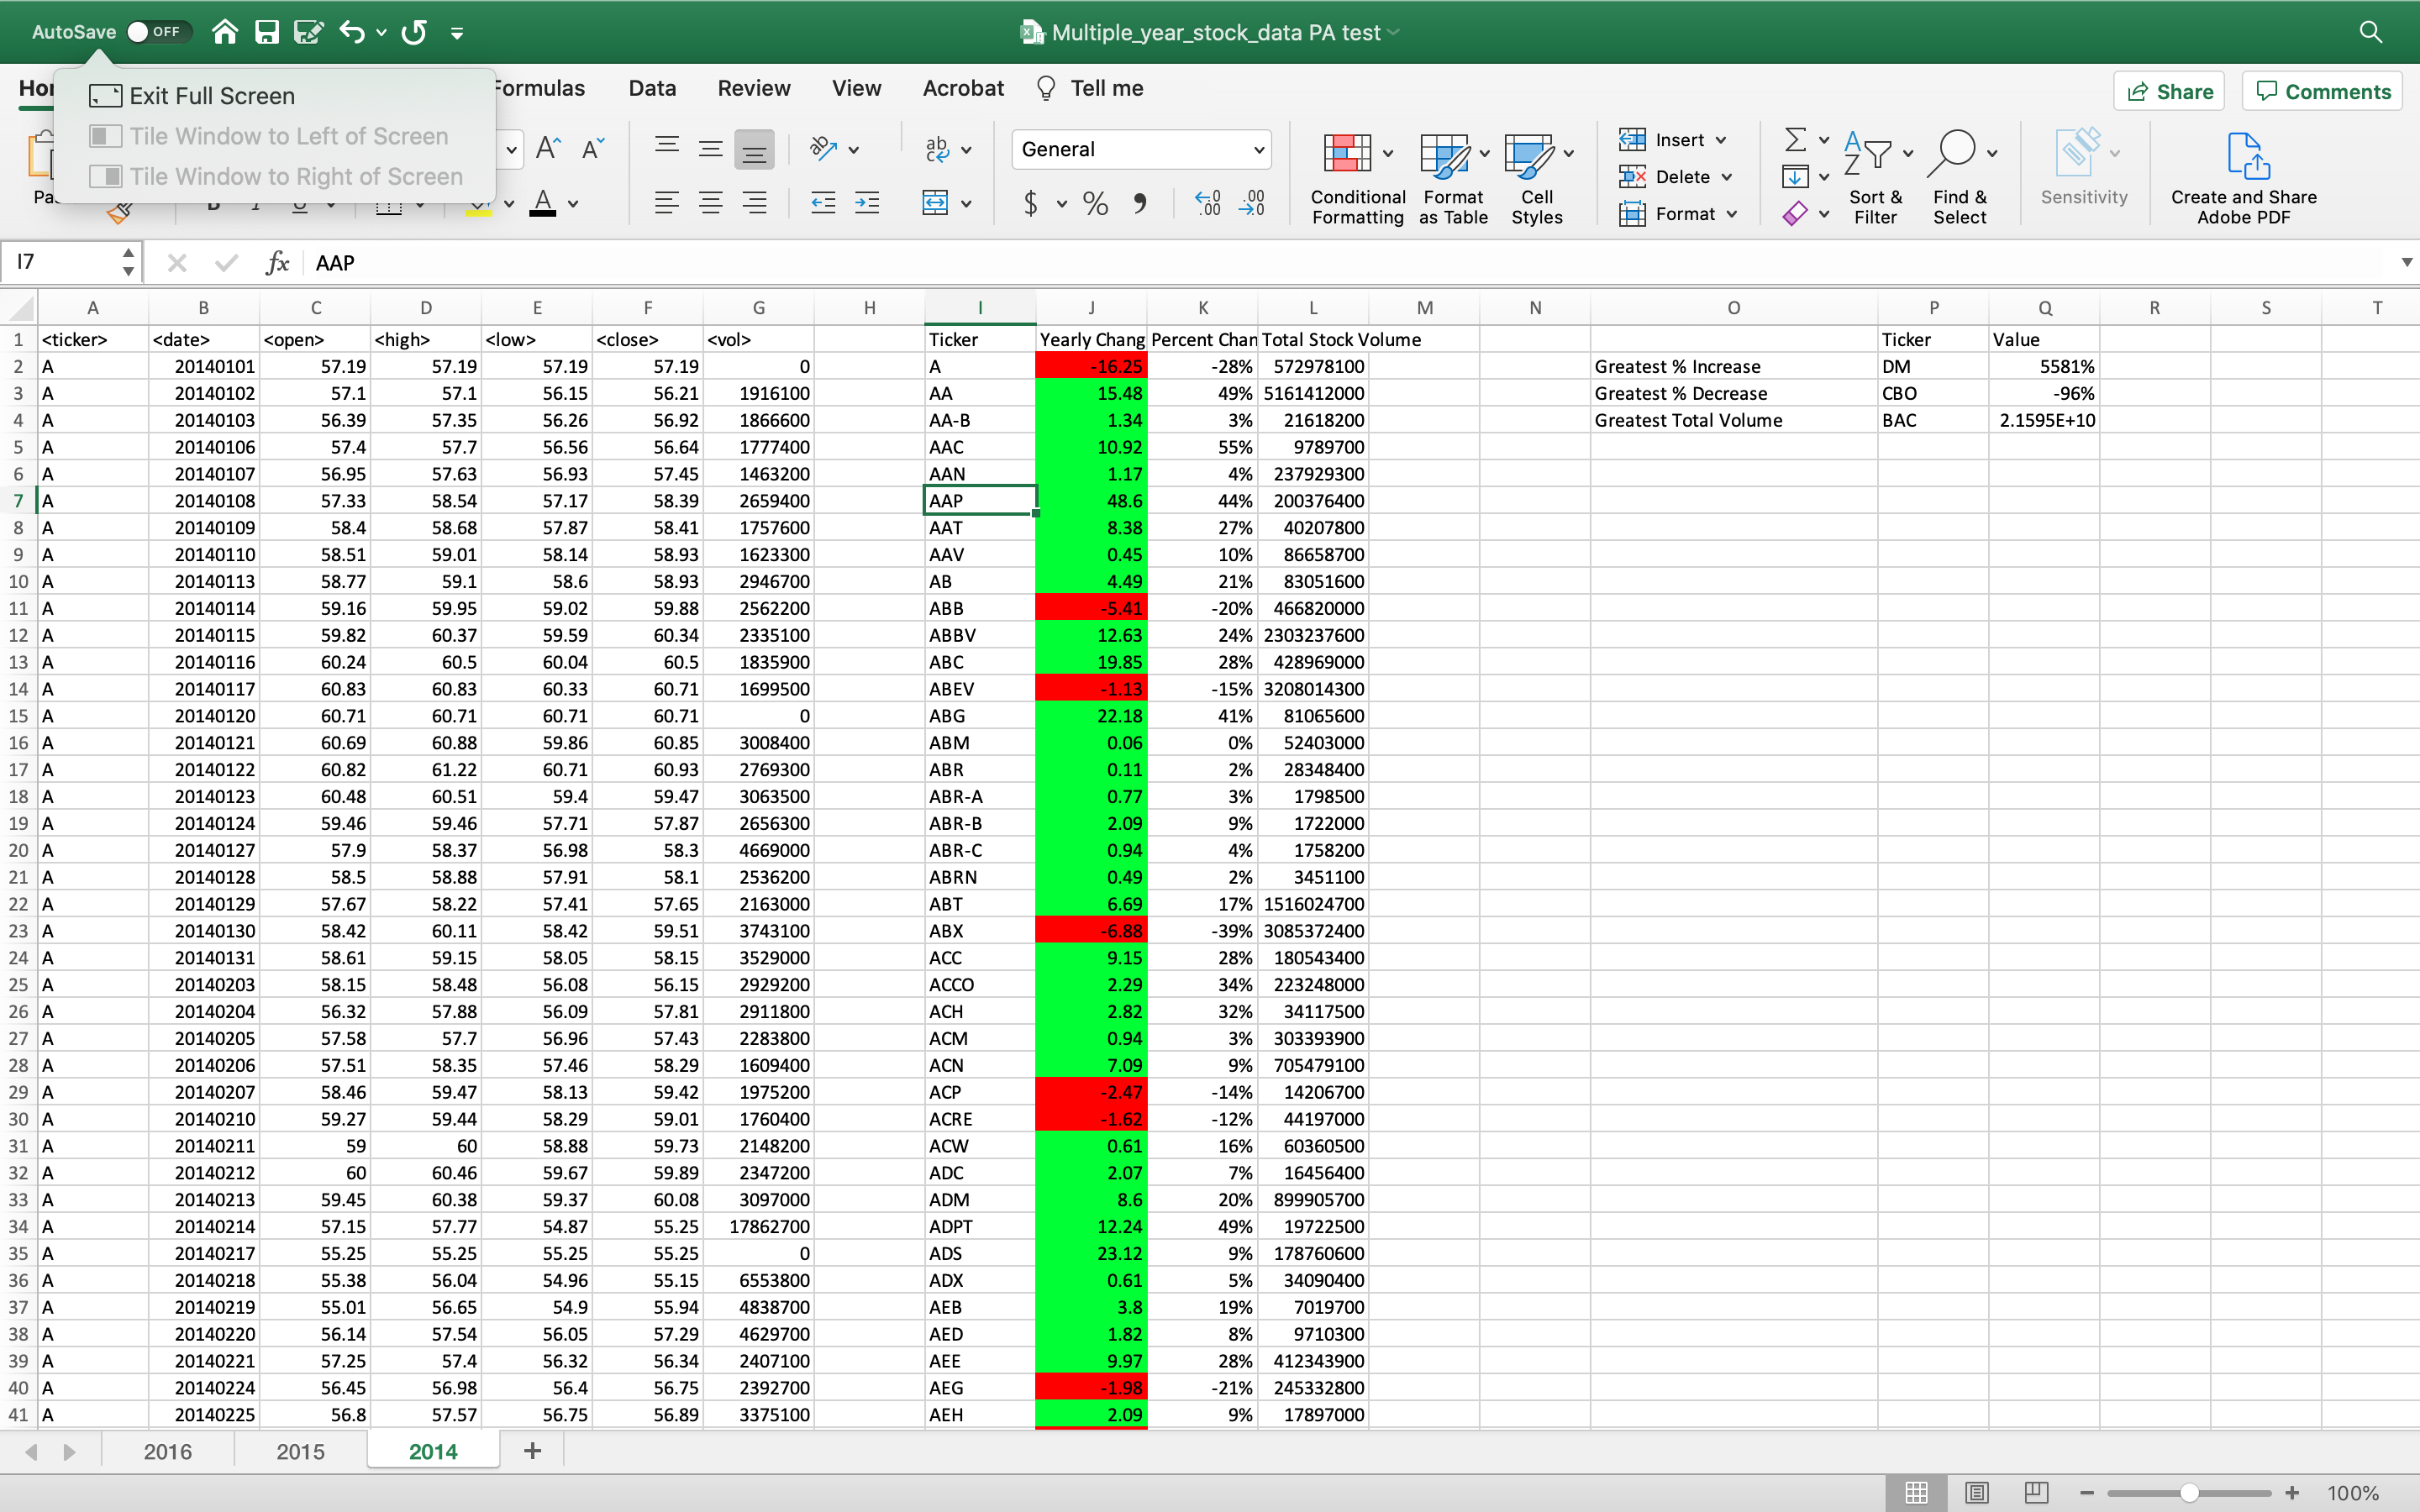 AutoSave OFF Multiple_year_stock_data PA test
Exit Full Screen
Tile Window to Left of Screen
Tile Window to Right of Screen
Formulas Data Review View Acrobat Tell me Share Comments
General
Conditional Formatting
Format as Table
Cell Styles
Insert
Delete
Format
Sort & Filter
Find & Select
Sensitivity
Create and Share Adobe PDF
I7 fx AAP
A B C D E F G H I J K L M N O P Q R S T
1 <ticker> <date> <open> <high> <low> <close> <vol> Ticker Yearly Chang Percent Chan Total Stock Volume Ticker Value
2 A 20140101 57.19 57.19 57.19 57.19 0 A -16.25 -28% 572978100 Greatest % Increase DM 5581%
3 A 20140102 57.1 57.1 56.15 56.21 1916100 AA 15.48 49% 5161412000 Greatest % Decrease CBO -96%
4 A 20140103 56.39 57.35 56.26 56.92 1866600 AA-B 1.34 3% 21618200 Greatest Total Volume BAC 2.1595E+10
5 A 20140106 57.4 57.7 56.56 56.64 1777400 AAC 10.92 55% 9789700
6 A 20140107 56.95 57.63 56.93 57.45 1463200 AAN 1.17 4% 237929300
7 A 20140108 57.33 58.54 57.17 58.39 2659400 AAP 48.6 44% 200376400
8 A 20140109 58.4 58.68 57.87 58.41 1757600 AAT 8.38 27% 40207800
9 A 20140110 58.51 59.01 58.14 58.93 1623300 AAV 0.45 10% 86658700
10 A 20140113 58.77 59.1 58.6 58.93 2946700 AB 4.49 21% 83051600
11 A 20140114 59.16 59.95 59.02 59.88 2562200 ABB -5.41 -20% 466820000
12 A 20140115 59.82 60.37 59.59 60.34 2335100 ABBV 12.63 24% 2303237600
13 A 20140116 60.24 60.5 60.04 60.5 1835900 ABC 19.85 28% 428969000
14 A 20140117 60.83 60.83 60.33 60.71 1699500 ABEV -1.13 -15% 3208014300
15 A 20140120 60.71 60.71 60.71 60.71 0 ABG 22.18 41% 81065600
16 A 20140121 60.69 60.88 59.86 60.85 3008400 ABM 0.06 0% 52403000
17 A 20140122 60.82 61.22 60.71 60.93 2769300 ABR 0.11 2% 28348400
18 A 20140123 60.48 60.51 59.4 59.47 3063500 ABR-A 0.77 3% 1798500
19 A 20140124 59.46 59.46 57.71 57.87 2656300 ABR-B 2.09 9% 1722000
20 A 20140127 57.9 58.37 56.98 58.3 4669000 ABR-C 0.94 4% 1758200
21 A 20140128 58.5 58.88 57.91 58.1 2536200 ABRN 0.49 2% 3451100
22 A 20140129 57.67 58.22 57.41 57.65 2163000 ABT 6.69 17% 1516024700
23 A 20140130 58.42 60.11 58.42 59.51 3743100 ABX -6.88 -39% 3085372400
24 A 20140131 58.61 59.15 58.05 58.15 3529000 ACC 9.15 28% 180543400
25 A 20140203 58.15 58.48 56.08 56.15 2929200 ACCO 2.29 34% 223248000
26 A 20140204 56.32 57.88 56.09 57.81 2911800 ACH 2.82 32% 34117500
27 A 20140205 57.58 57.7 56.96 57.43 2283800 ACM 0.94 3% 303393900
28 A 20140206 57.51 58.35 57.46 58.29 1609400 ACN 7.09 9% 705479100
29 A 20140207 58.46 59.47 58.13 59.42 1975200 ACP -2.47 -14% 14206700
30 A 20140210 59.27 59.44 58.29 59.01 1760400 ACRE -1.62 -12% 44197000
31 A 20140211 59 60 58.88 59.73 2148200 ACW 0.61 16% 60360500
32 A 20140212 60 60.46 59.67 59.89 2347200 ADC 2.07 7% 16456400
33 A 20140213 59.45 60.38 59.37 60.08 3097000 ADM 8.6 20% 899905700
34 A 20140214 57.15 57.77 54.87 55.25 17862700 ADPT 12.24 49% 19722500
35 A 20140217 55.25 55.25 55.25 55.25 0 ADS 23.12 9% 178760600
36 A 20140218 55.38 56.04 54.96 55.15 6553800 ADX 0.61 5% 34090400
37 A 20140219 55.01 56.65 54.9 55.94 4838700 AEB 3.8 19% 7019700
38 A 20140220 56.14 57.54 56.05 57.29 4629700 AED 1.82 8% 9710300
39 A 20140221 57.25 57.4 56.32 56.34 2407100 AEE 9.97 28% 412343900
40 A 20140224 56.45 56.98 56.4 56.75 2392700 AEG -1.98 -21% 245332800
41 A 20140225 56.8 57.57 56.75 56.89 3375100 AEH 2.09 9% 17897000
2016 2015 2014 +
100%